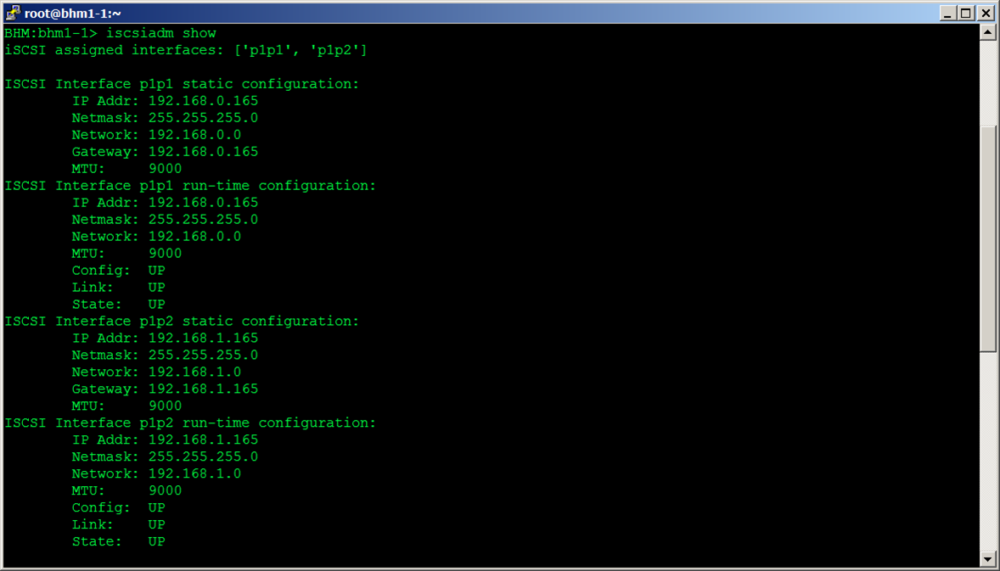 root@bhm1-1:~
BHM:bhm1-1> iscsiadm show
iSCSI assigned interfaces: ['p1p1', 'p1p2']
ISCSI Interface p1p1 static configuration:
IP Addr: 192.168.0.165
Netmask: 255.255.255.0
Network: 192.168.0.0
Gateway: 192.168.0.165
MTU: 9000
ISCSI Interface p1p1 run-time configuration:
IP Addr: 192.168.0.165
Netmask: 255.255.255.0
Network: 192.168.0.0
MTU: 9000
Config: UP
Link: UP
State: UP
ISCSI Interface p1p2 static configuration:
IP Addr: 192.168.1.165
Netmask: 255.255.255.0
Network: 192.168.1.0
Gateway: 192.168.1.165
MTU: 9000
ISCSI Interface p1p2 run-time configuration:
IP Addr: 192.168.1.165
Netmask: 255.255.255.0
Network: 192.168.1.0
MTU: 9000
Config: UP
Link: UP
State: UP